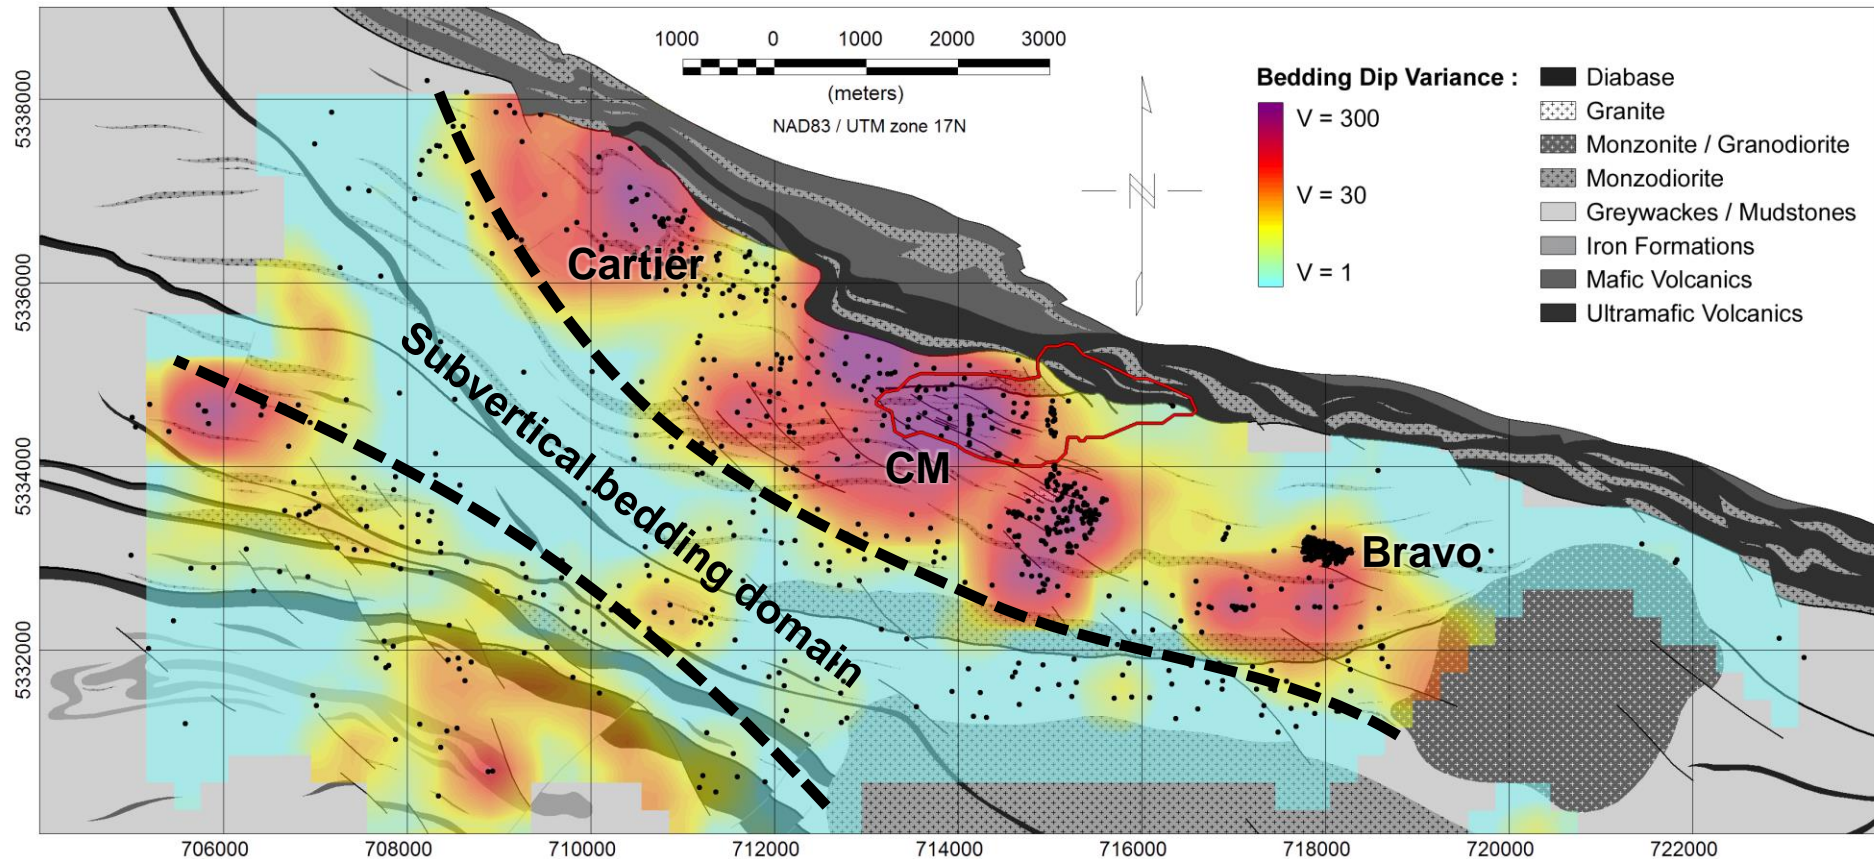 1000 0 1000 2000 3000
(meters)
NAD83 / UTM zone 17N
N
Bedding Dip Variance :
V = 300
V = 30
V = 1
Diabase
Granite
Monzonite / Granodiorite
Monzodiorite
Greywackes / Mudstones
Iron Formations
Mafic Volcanics
Ultramafic Volcanics
5338000
5336000
5334000
5332000
Cartier
Subvertical bedding domain
CM
Bravo
706000 708000 710000 712000 714000 716000 718000 720000 722000